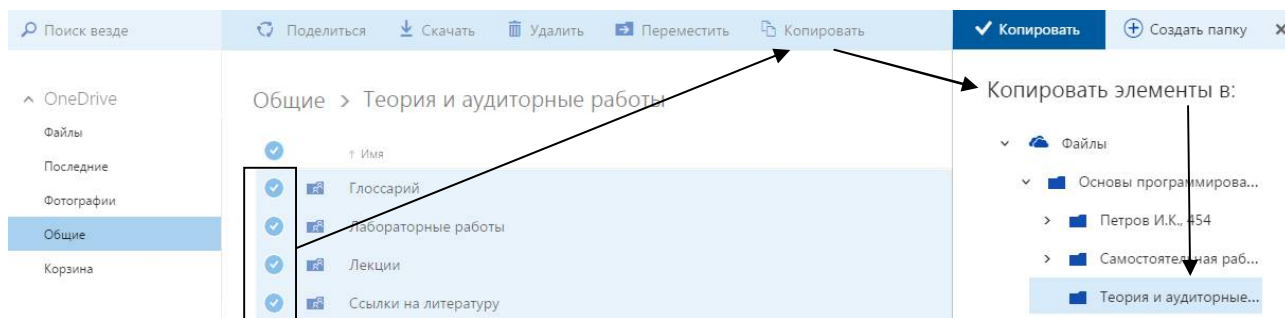 Поиск везде
Поделиться Скачать Удалить Переместить Копировать
Копировать Создать папку
OneDrive
Файлы
Последние
Фотографии
Общие
Корзина
Общие > Теория и аудиторные работы
↑ Имя
Глоссарий
Лабораторные работы
Лекции
Ссылки на литературу
Копировать элементы в:
Файлы
Основы программирова...
Петров И.К., 454
Самостоятельная раб...
Теория и аудиторные...